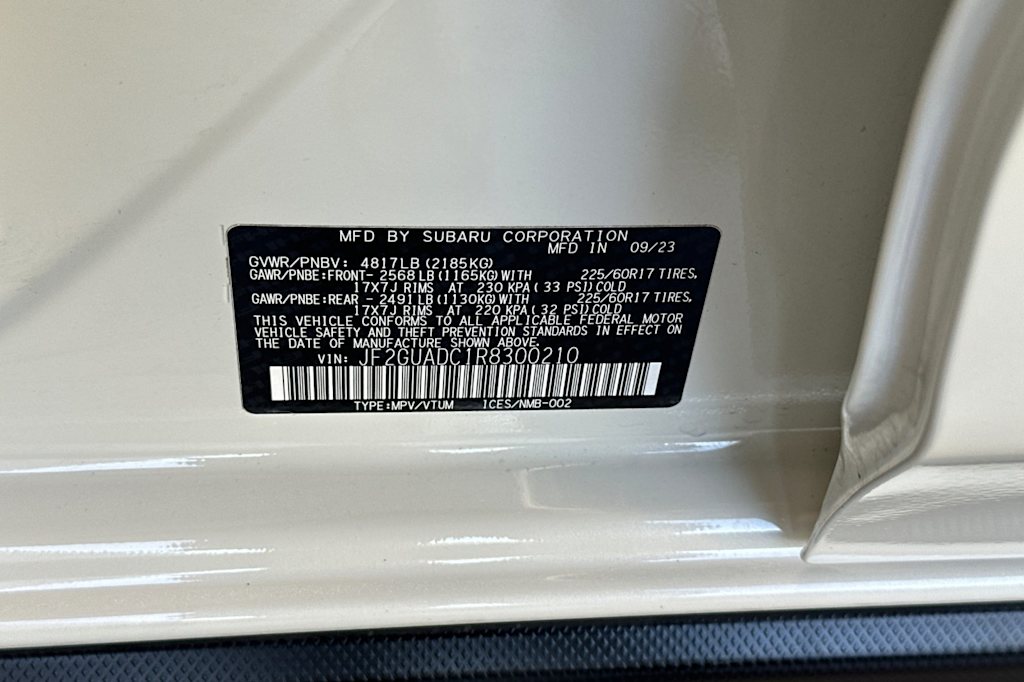 MFD BY SUBARU CORPORATION
MFD IN 09/23
GVWR/PNBV: 4817LB (2185KG)
GAWR/PNBE:FRONT- 2568LB (1165KG)WITH 225/60R17 TIRES,
17X7J RIMS AT 230 KPA (33 PSI)COLD
GAWR/PNBE:REAR - 2491LB (1130KG)WITH 225/60R17 TIRES,
17X7J RIMS AT 220 KPA (32 PSI)COLD
THIS VEHICLE CONFORMS TO ALL APPLICABLE FEDERAL MOTOR
VEHICLE SAFETY AND THEFT PREVENTION STANDARDS IN EFFECT ON
THE DATE OF MANUFACTURE SHOWN ABOVE.
VIN: JF2GUADC1R8300210
TYPE:MPV/VTUM ICES/NMB-002